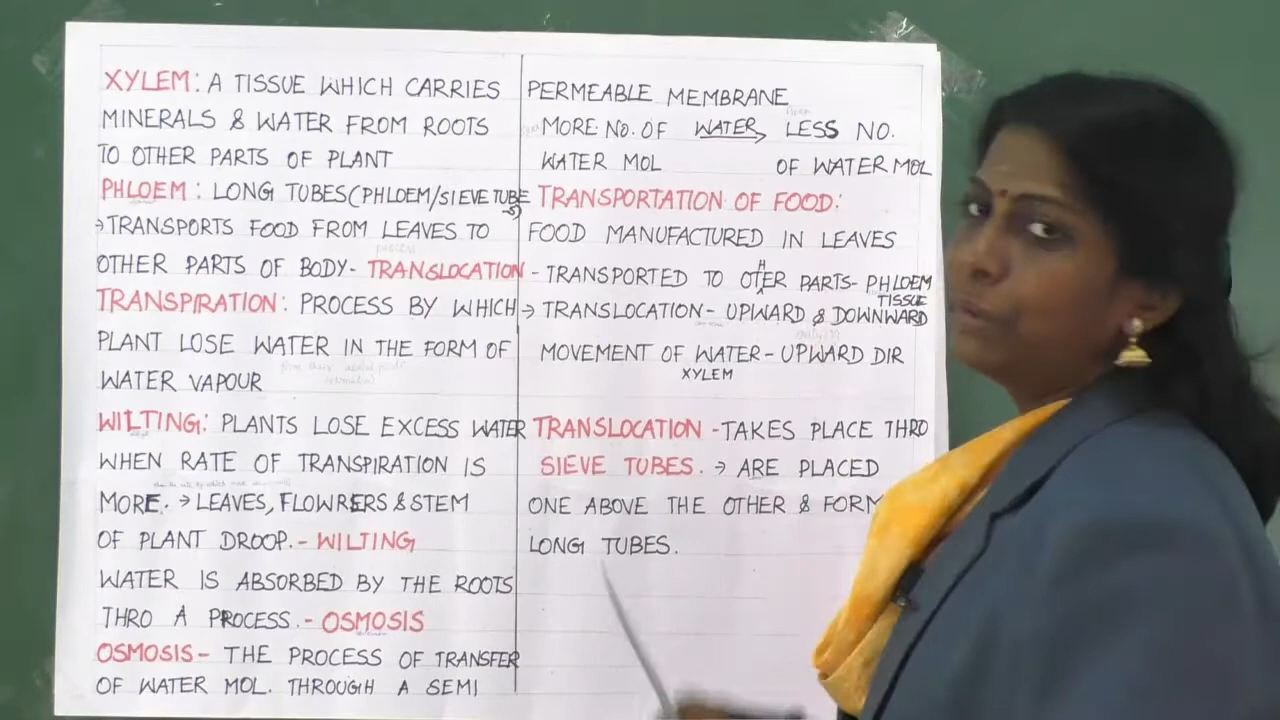 XYLEM: A TISSUE WHICH CARRIES
MINERALS & WATER FROM ROOTS
TO OTHER PARTS OF PLANT
PHLOEM: LONG TUBES(PHLOEM/SIEVE TUBE
S)
→TRANSPORTS FOOD FROM LEAVES TO
process
OTHER PARTS OF BODY- TRANSLOCATION
TRANSPIRATION: PROCESS BY WHICH
PLANT LOSE WATER IN THE FORM OF
WATER VAPOUR
WILTING: PLANTS LOSE EXCESS WATER
WHEN RATE OF TRANSPIRATION IS
MORE. → LEAVES, FLOWRERS & STEM
OF PLANT DROOP.- WILTING
WATER IS ABSORBED BY THE ROOTS
THRO A PROCESS.- OSMOSIS
OSMOSIS- THE PROCESS OF TRANSFER
OF WATER MOL. THROUGH A SEMI
PERMEABLE MEMBRANE
MORE. NO. OF WATER→ LESS NO.
WATER MOL OF WATER MOL
TRANSPORTATION OF FOOD:
FOOD MANUFACTURED IN LEAVES
- TRANSPORTED TO OTHER PARTS- PHLOEM
TISSUE
→ TRANSLOCATION- UPWARD & DOWNWARD
MOVEMENT OF WATER- UPWARD DIR
XYLEM
TRANSLOCATION -TAKES PLACE THRO
SIEVE TUBES. → ARE PLACED
ONE ABOVE THE OTHER & FORM
LONG TUBES.